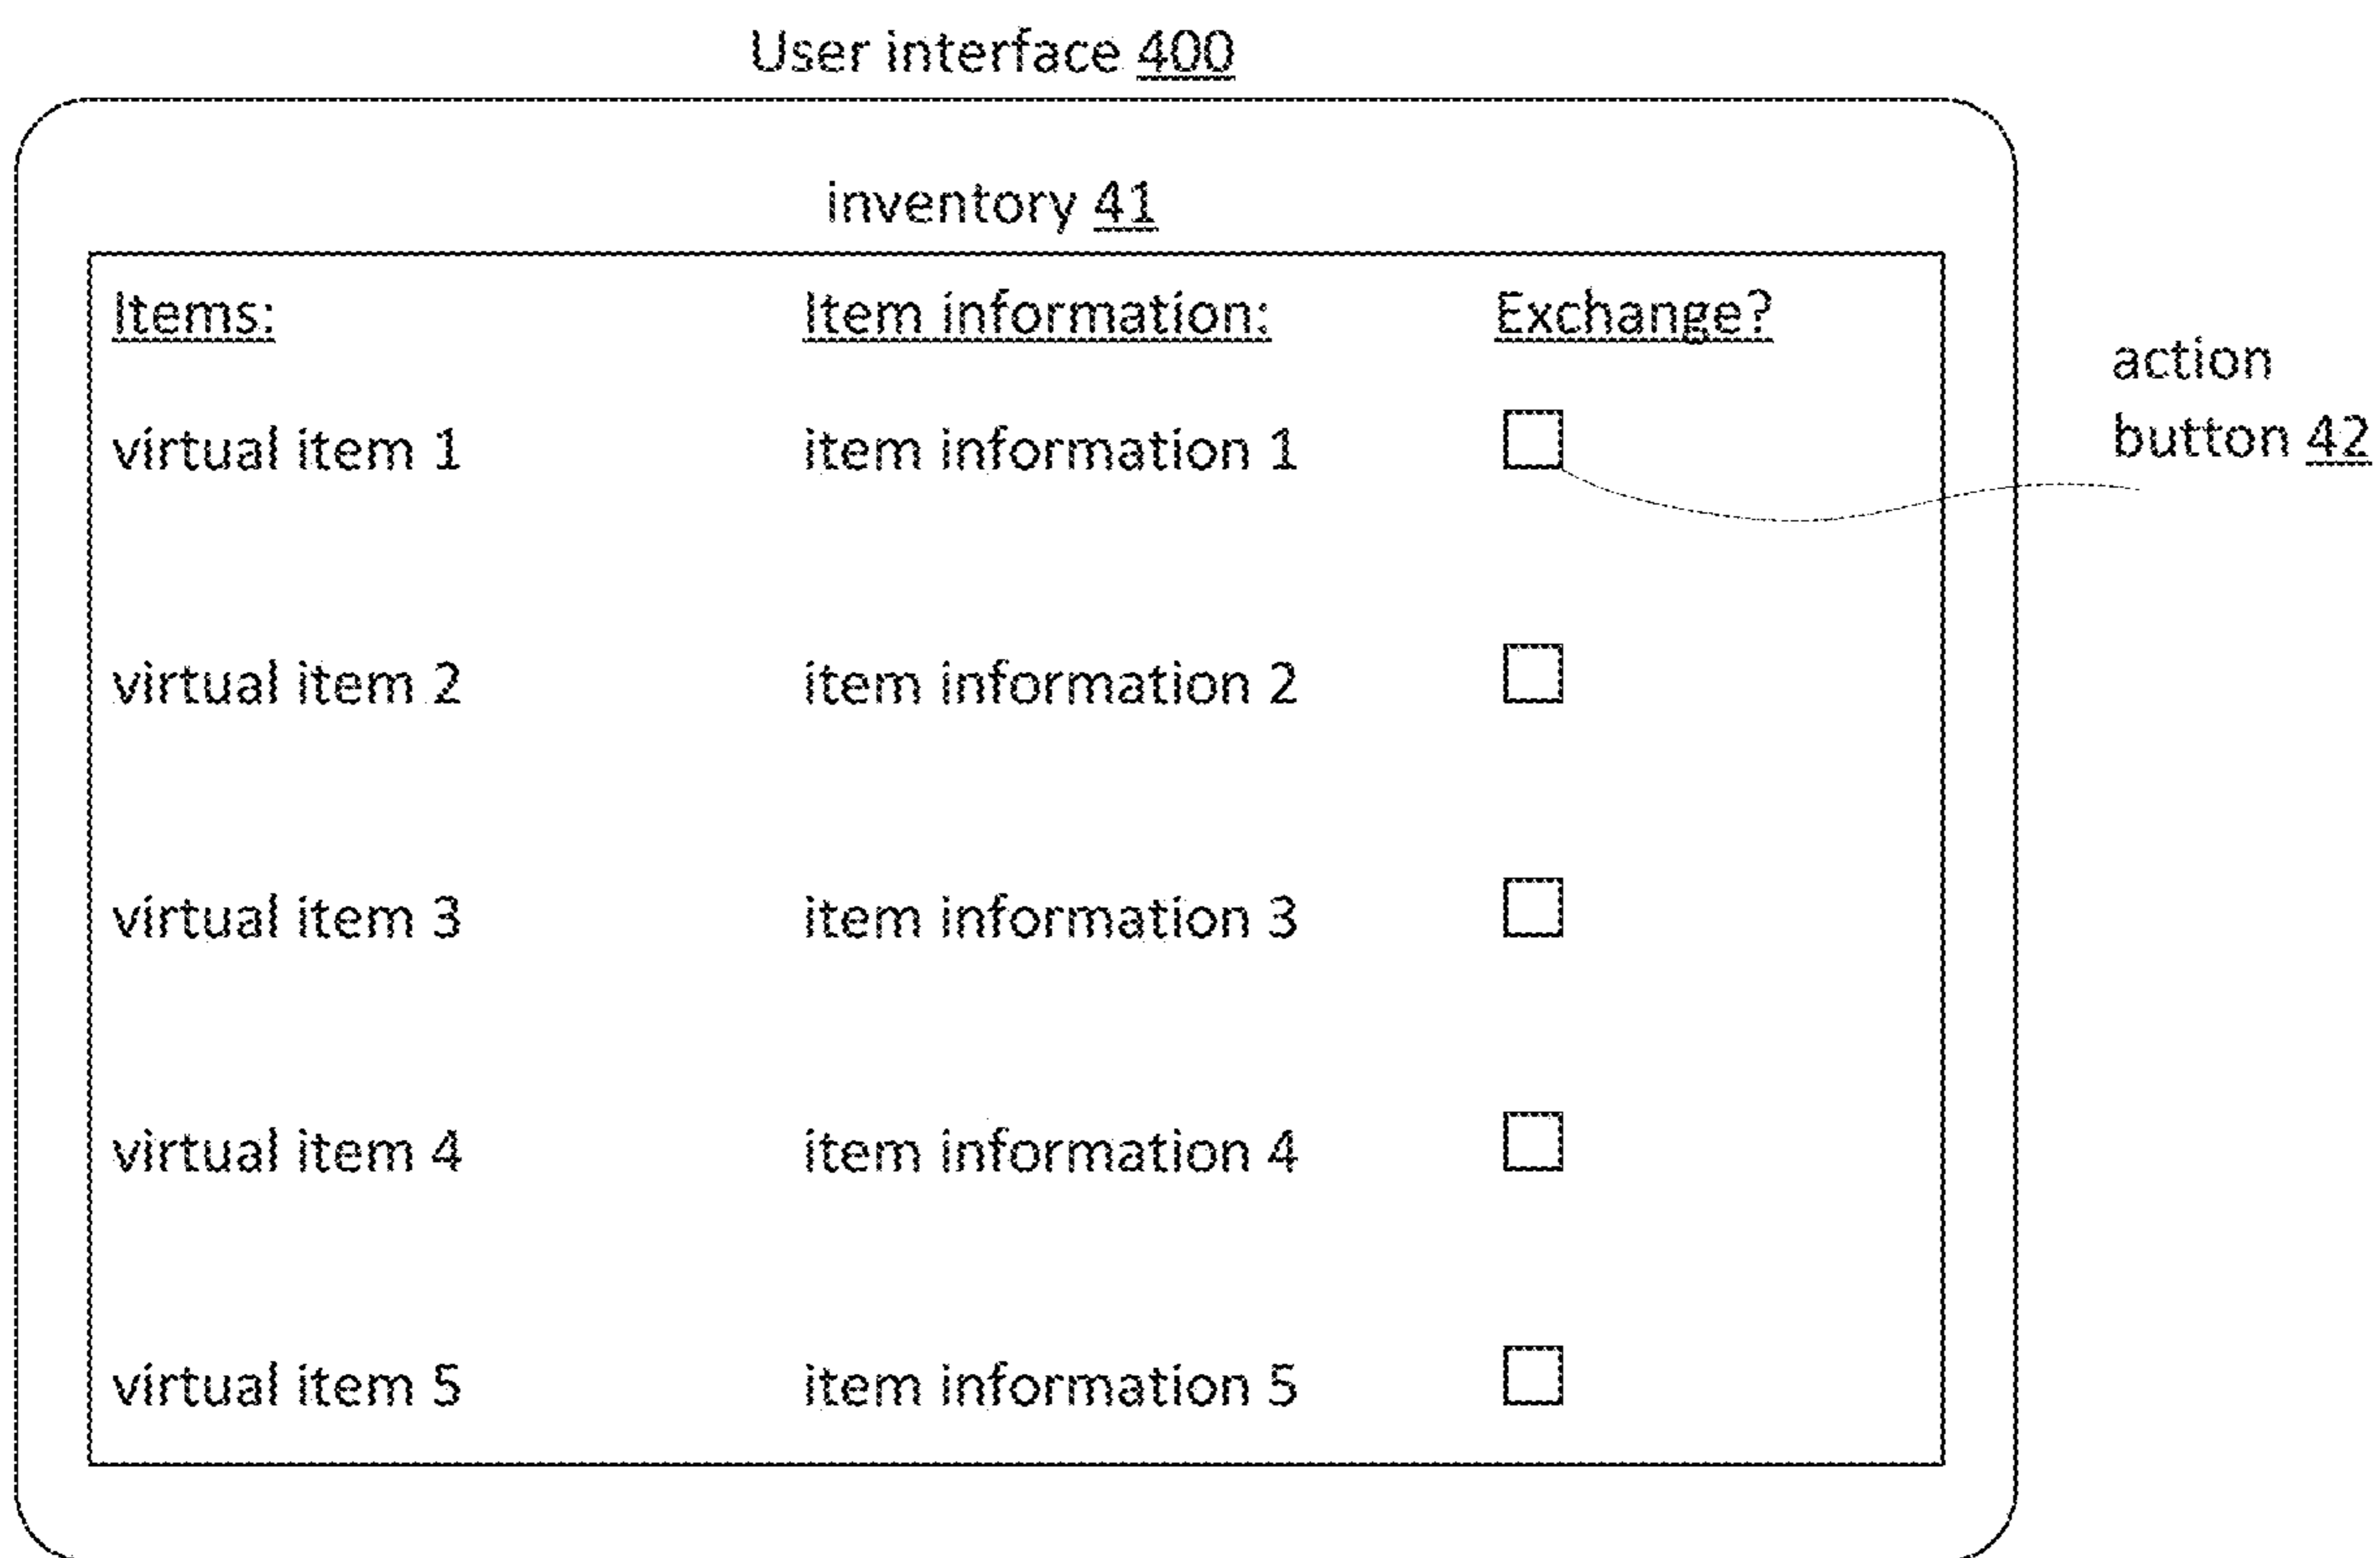 User interface 400
inventory 41
Items: Item information: Exchange?
action
button 42
virtual item 1 item information 1
virtual item 2 item information 2
virtual item 3 item information 3
virtual item 4 item information 4
virtual item 5 item information 5